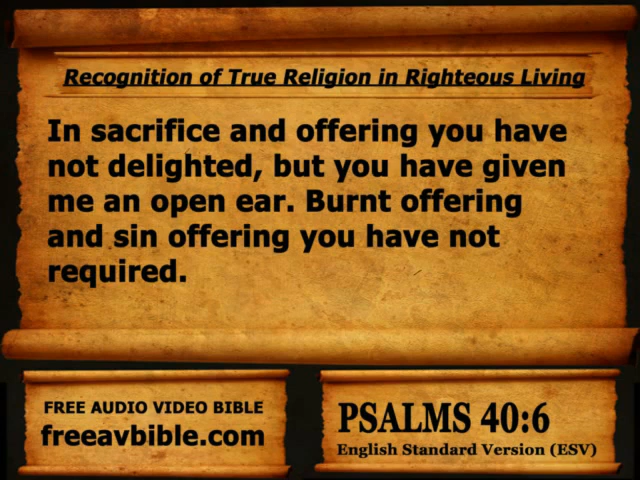 Recognition of True Religion in Righteous Living
In sacrifice and offering you have
not delighted, but you have given
me an open ear. Burnt offering
and sin offering you have not
required.
FREE AUDIO VIDEO BIBLE
freeavbible.com
PSALMS 40:6
English Standard Version (ESV)